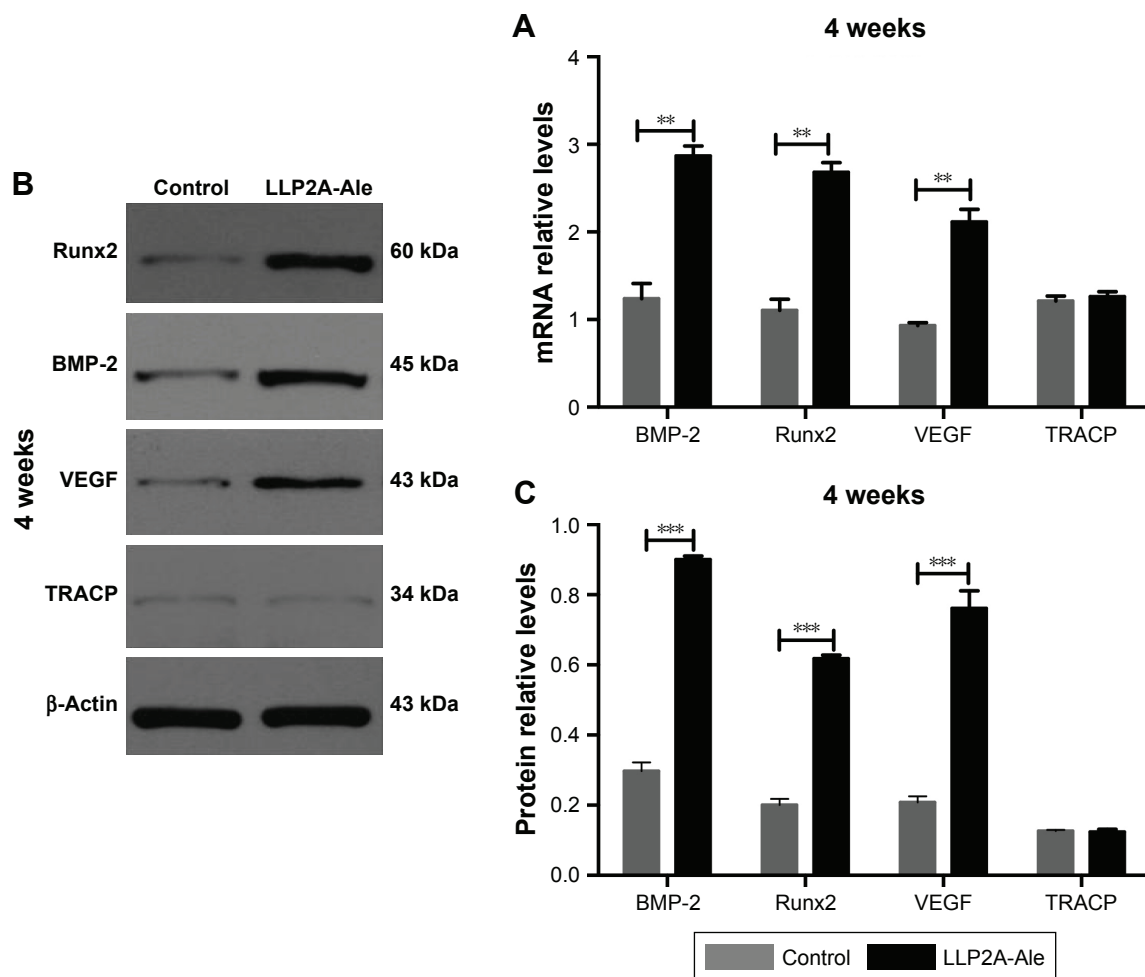 A
4 weeks
mRNA relative levels
4
3
2
1
0
**
**
**
BMP-2
Runx2
VEGF
TRACP
B
Control
LLP2A-Ale
4 weeks
Runx2
60 kDa
BMP-2
45 kDa
VEGF
43 kDa
TRACP
34 kDa
β-Actin
43 kDa
C
4 weeks
Protein relative levels
1.0
0.8
0.6
0.4
0.2
0.0
***
***
***
BMP-2
Runx2
VEGF
TRACP
Control
LLP2A-Ale